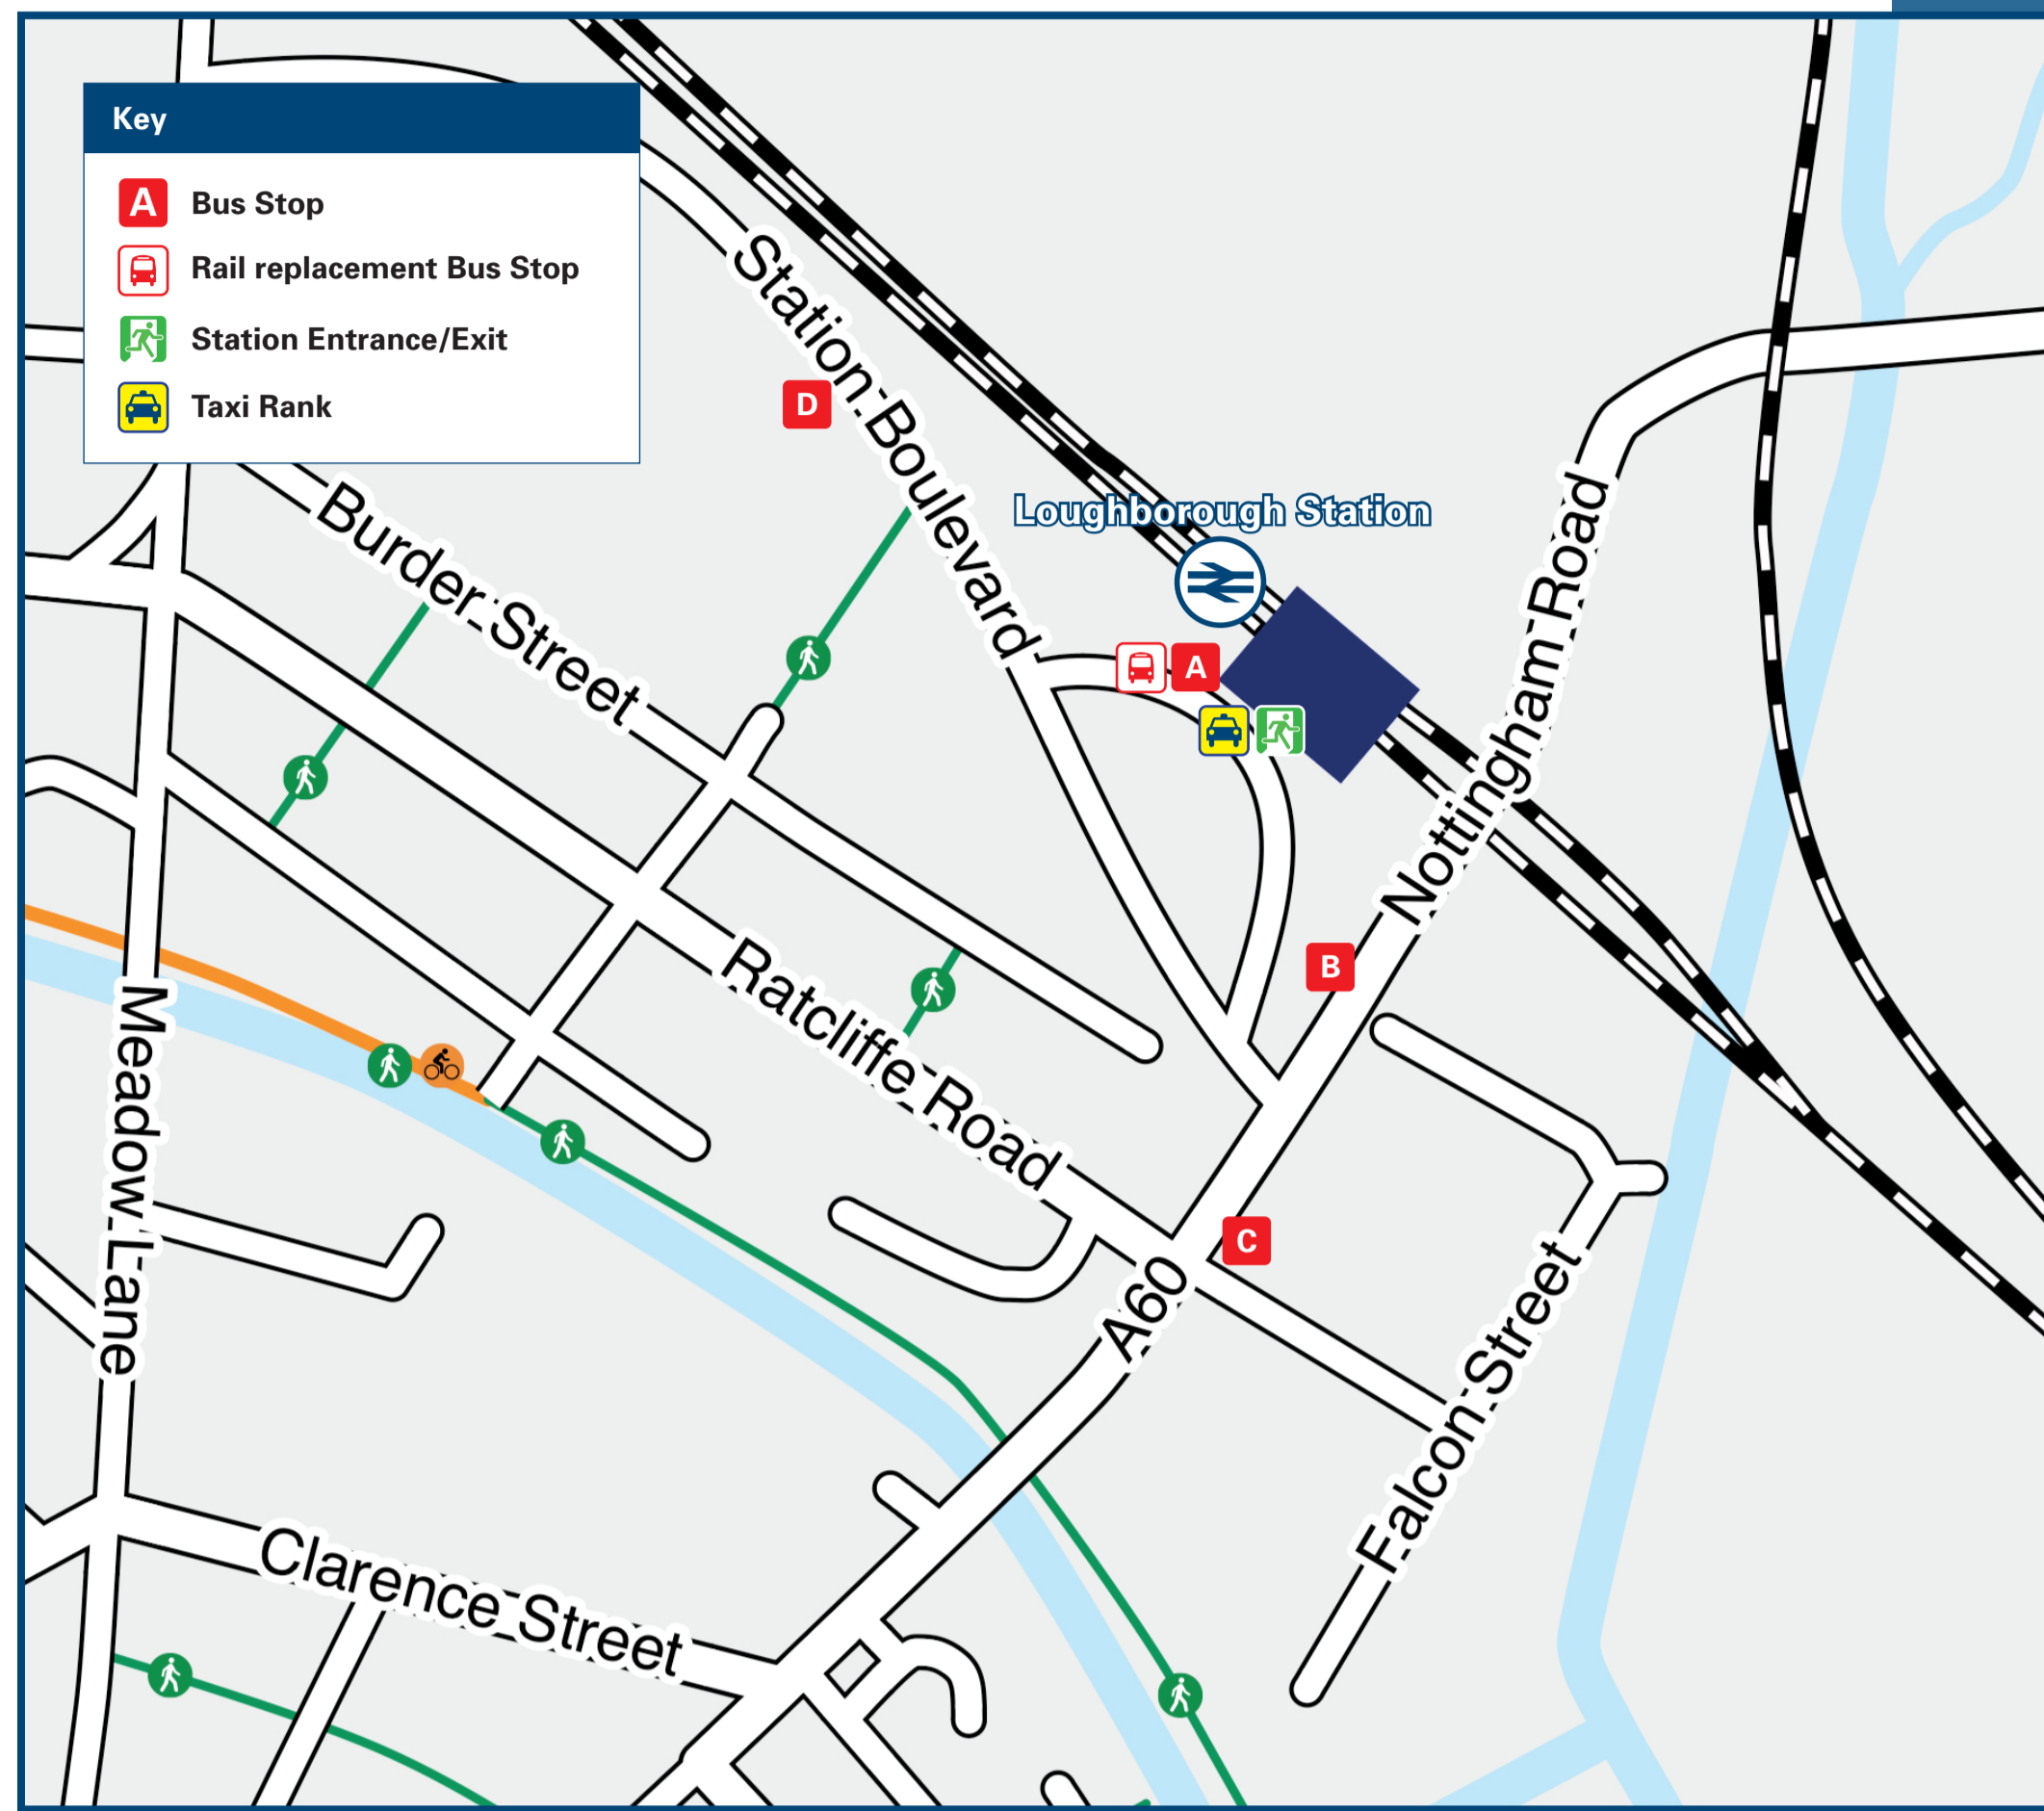 Key
A
Bus Stop
Rail replacement Bus Stop
Station Entrance/Exit
Taxi Rank
Station Boulevard
D
Burder Street
Loughborough Station
A
Nottingham Road
B
Ratcliffe Road
Meadow Lane
C
A60
Falcon Street
Clarence Street